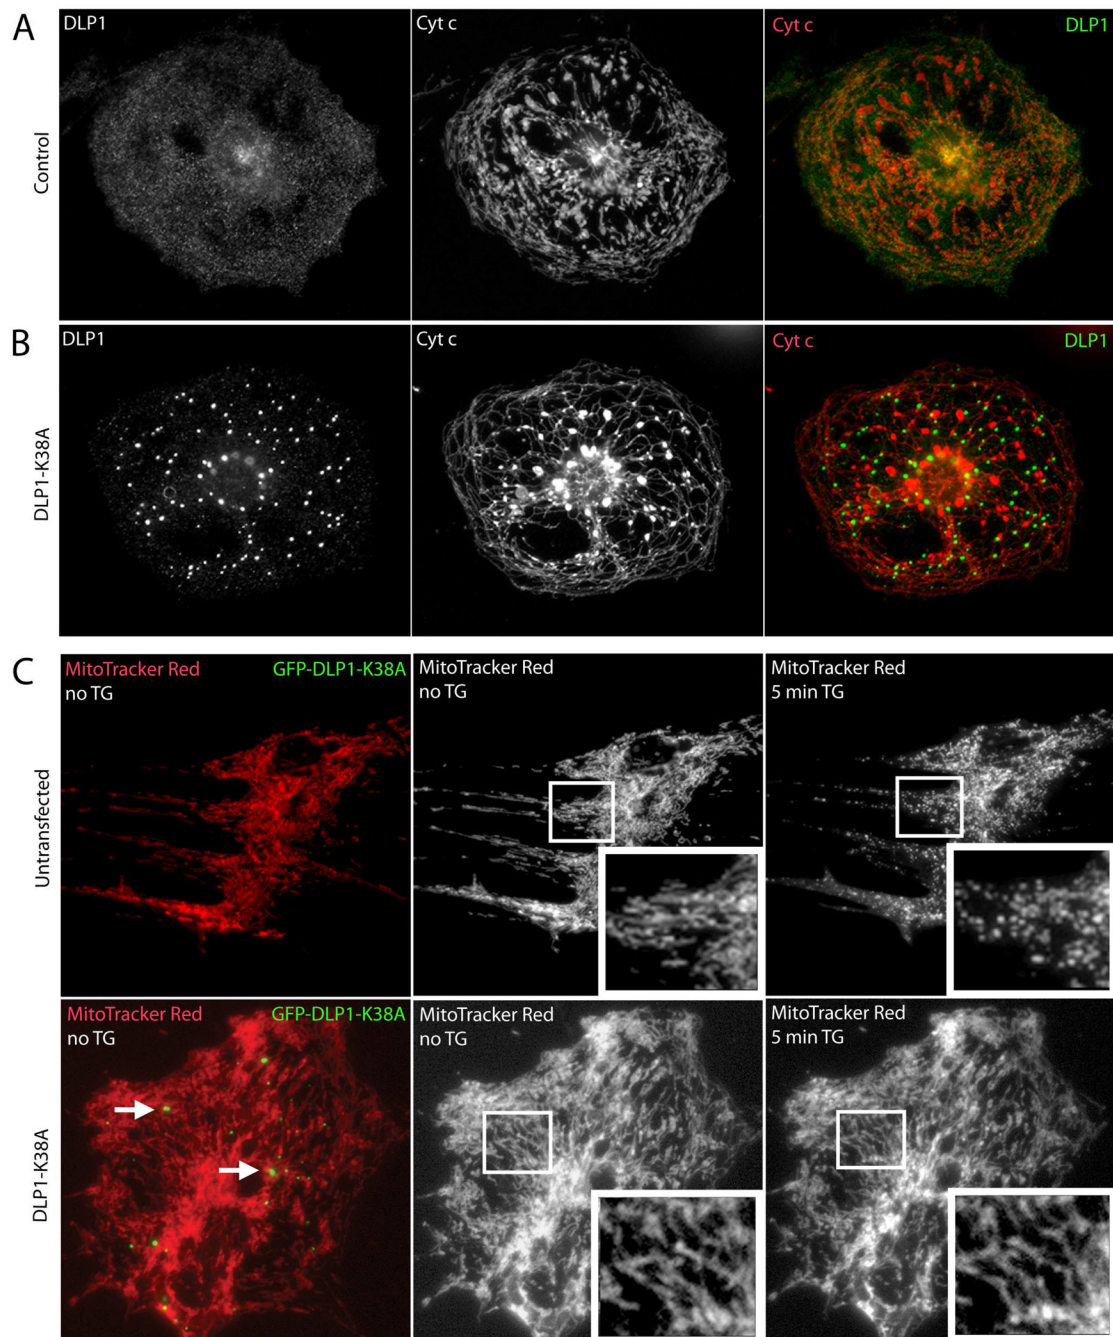 A
DLP1
Cyt c
Cyt c
DLP1
Control
B
DLP1
Cyt c
Cyt c
DLP1
DLP1-K38A
C
MitoTracker Red
GFP-DLP1-K38A
no TG
MitoTracker Red
no TG
MitoTracker Red
5 min TG
Untransfected
MitoTracker Red
GFP-DLP1-K38A
no TG
MitoTracker Red
no TG
MitoTracker Red
5 min TG
DLP1-K38A